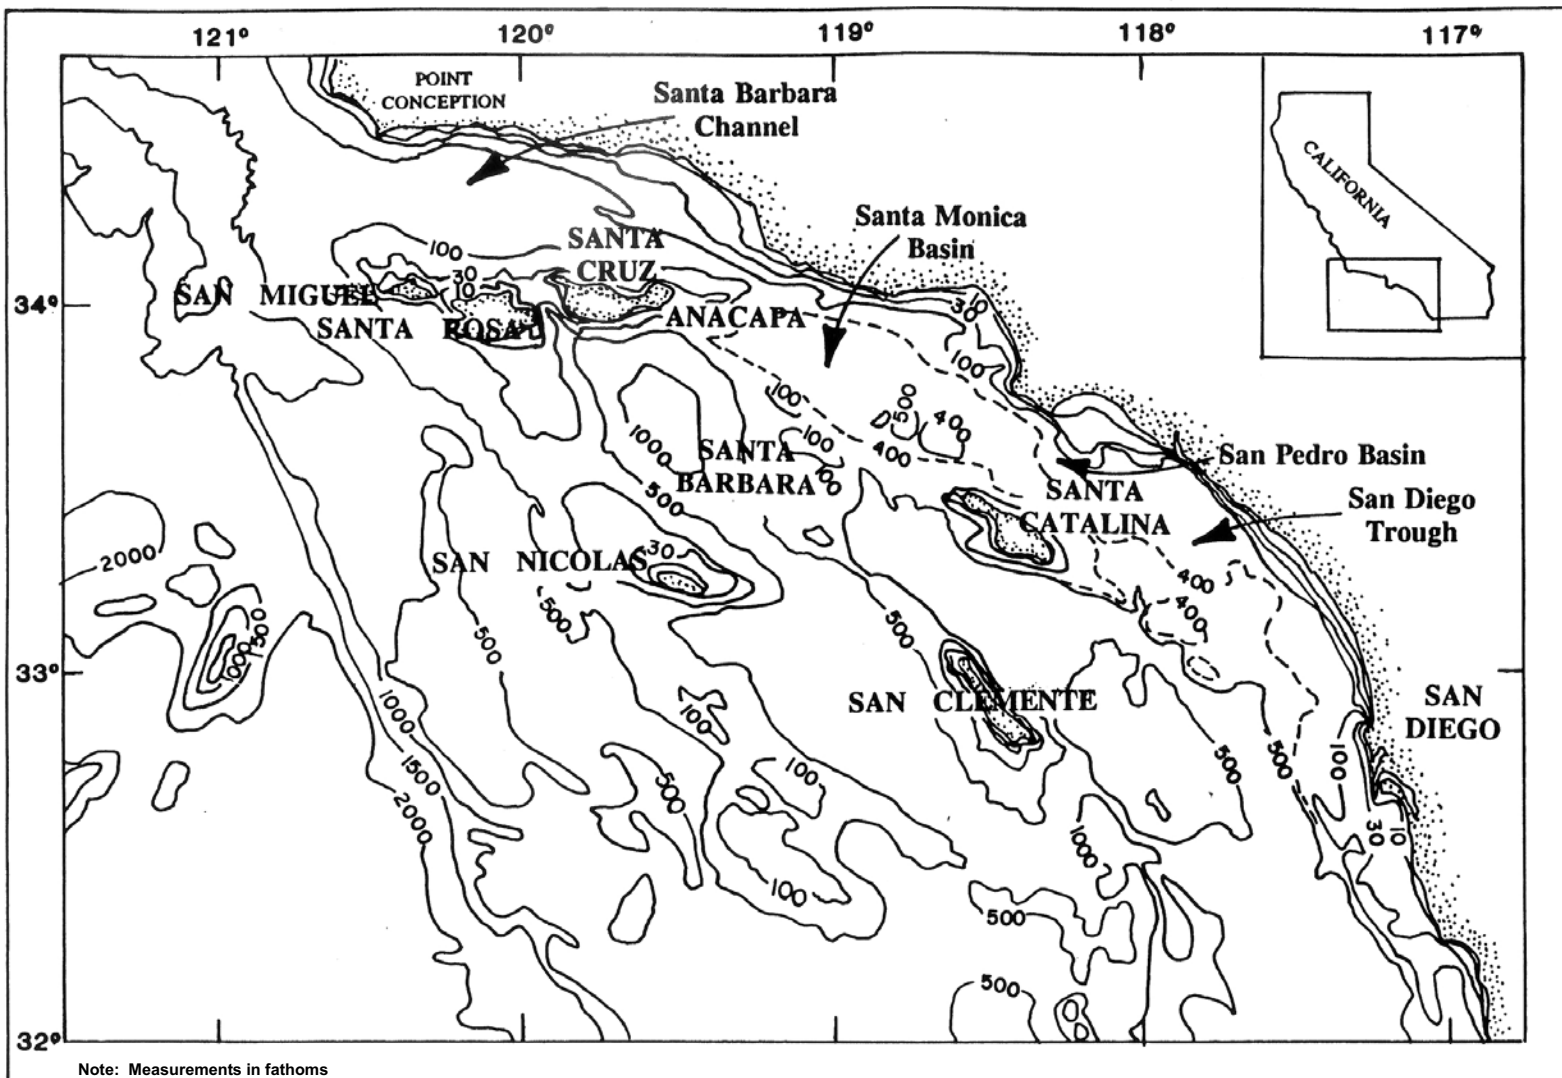 121° 120° 119° 118° 117°
POINT
CONCEPTION
Santa Barbara
Channel
CALIFORNIA
Santa Monica
Basin
SANTA
CRUZ
100
30
10
34°
SAN MIGUEL
SANTA ROSA
ANACAPA
10
30
100
100
500
400
100
400
1000
SANTA
BARBARA
100
San Pedro Basin
SANTA
CATALINA
San Diego
Trough
500
2000
SAN NICOLAS
30
400
400
500
500
500
1000
1500
33°
SAN CLEMENTE
SAN
DIEGO
100
1000
1500
2000
500
100
500
500
100
1000
30
10
100
500
500
32°
Note: Measurements in fathoms